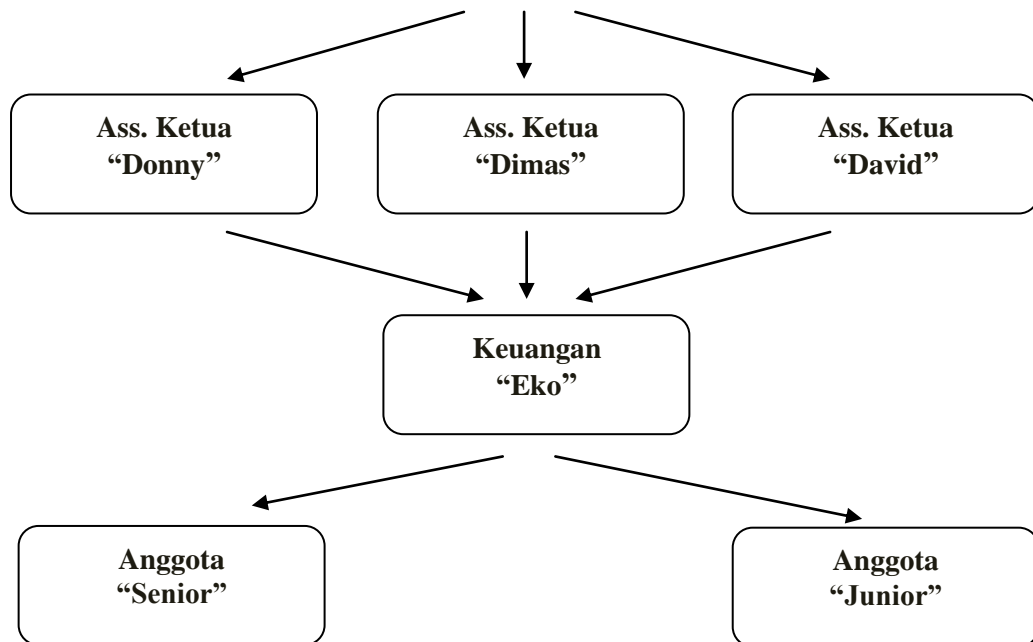 Ass. Ketua
“Donny”
Ass. Ketua
“Dimas”
Ass. Ketua
“David”
Keuangan
“Eko”
Anggota
“Senior”
Anggota
“Junior”